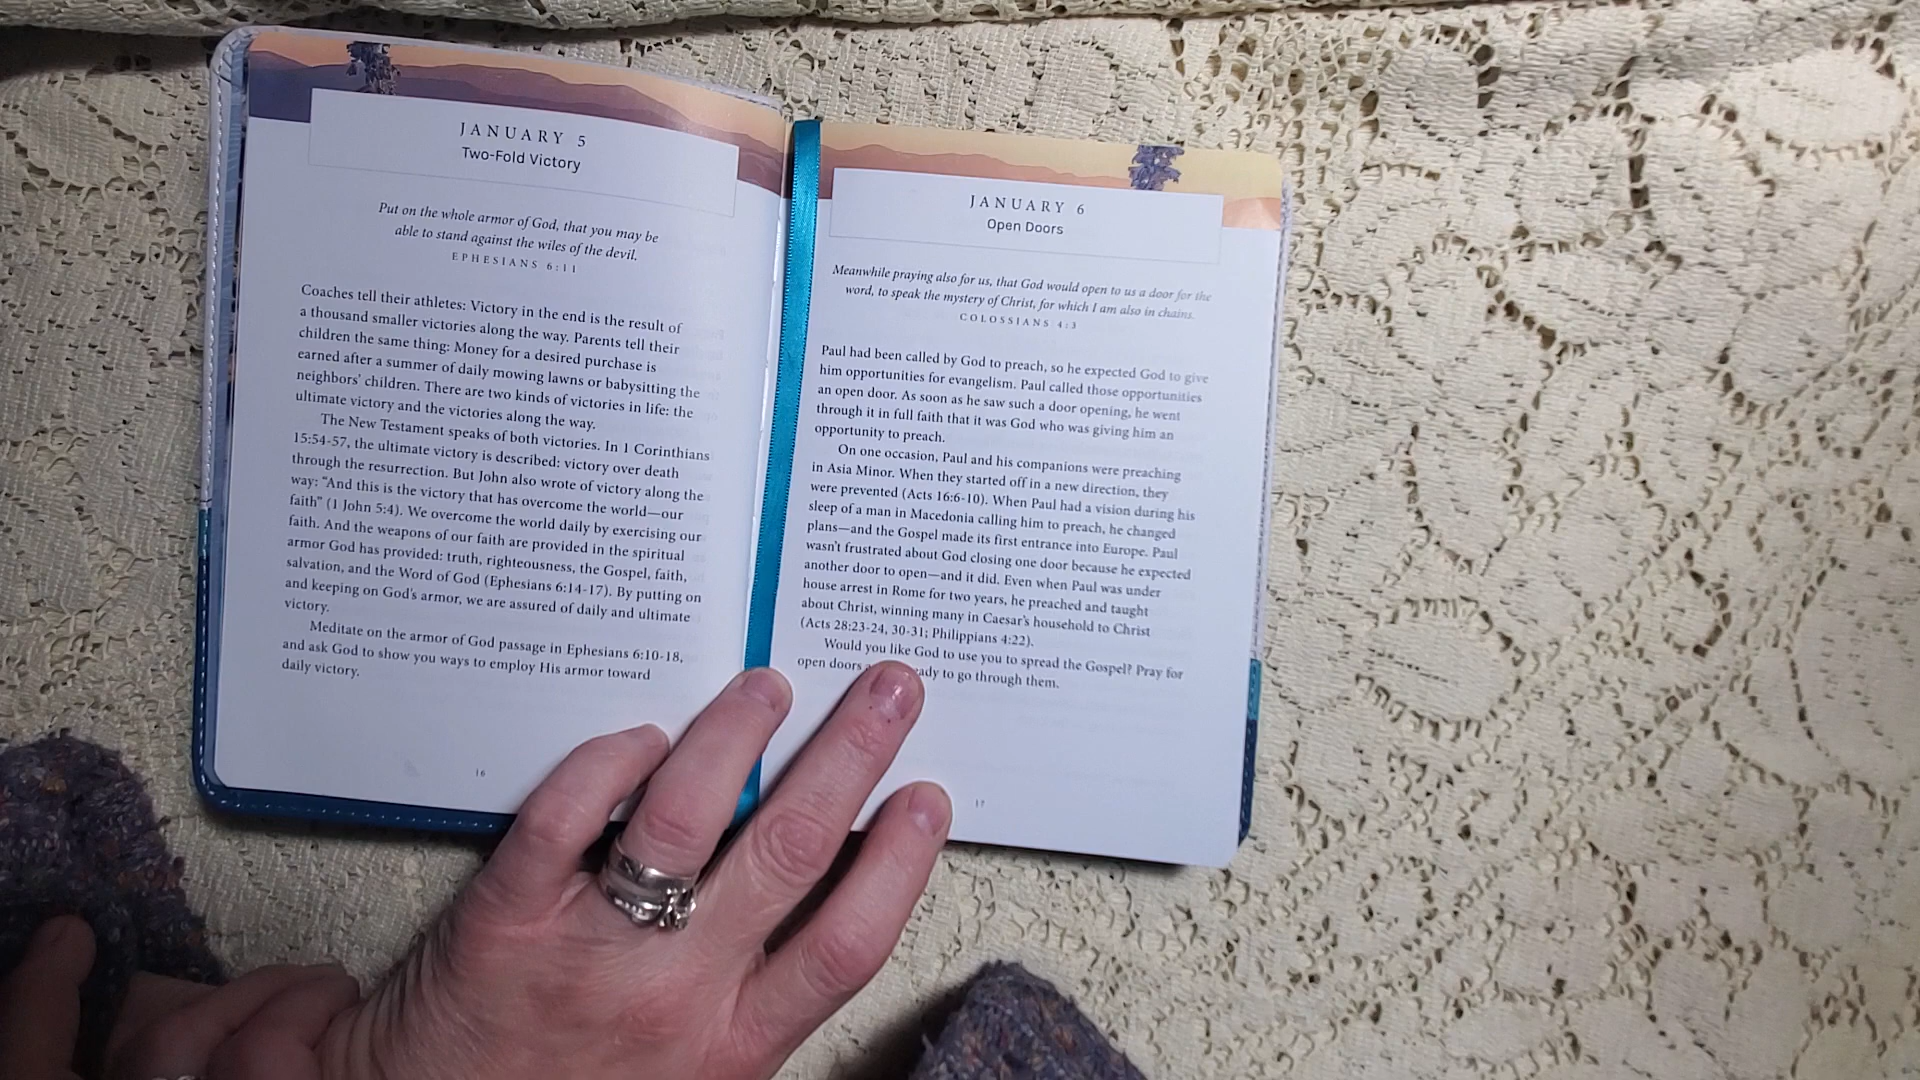 JANUARY 5
Two-Fold Victory
Put on the whole armor of God, that you may be
able to stand against the wiles of the devil.
EPHESIANS 6:11
Coaches tell their athletes: Victory in the end is the result of
a thousand smaller victories along the way. Parents tell their
children the same thing: Money for a desired purchase is
earned after a summer of daily mowing lawns or babysitting the
neighbors' children. There are two kinds of victories in life: the
ultimate victory and the victories along the way.
The New Testament speaks of both victories. In 1 Corinthians
15:54-57, the ultimate victory is described: victory over death
through the resurrection. But John also wrote of victory along the
way: "And this is the victory that has overcome the world—our
faith" (1 John 5:4). We overcome the world daily by exercising our
faith. And the weapons of our faith are provided in the spiritual
armor God has provided: truth, righteousness, the Gospel, faith,
salvation, and the Word of God (Ephesians 6:14-17). By putting on
and keeping on God's armor, we are assured of daily and ultimate
victory.
Meditate on the armor of God passage in Ephesians 6:10-18,
and ask God to show you ways to employ His armor toward
daily victory.
16
JANUARY 6
Open Doors
Meanwhile praying also for us, that God would open to us a door for the
word, to speak the mystery of Christ, for which I am also in chains.
COLOSSIANS 4:3
Paul had been called by God to preach, so he expected God to give
him opportunities for evangelism. Paul called those opportunities
an open door. As soon as he saw such a door opening, he went
through it in full faith that it was God who was giving him an
opportunity to preach.
On one occasion, Paul and his companions were preaching
in Asia Minor. When they started off in a new direction, they
were prevented (Acts 16:6-10). When Paul had a vision during his
sleep of a man in Macedonia calling him to preach, he changed
plans—and the Gospel made its first entrance into Europe. Paul
wasn't frustrated about God closing one door because he expected
another door to open—and it did. Even when Paul was under
house arrest in Rome for two years, he preached and taught
about Christ, winning many in Caesar's household to Christ
(Acts 28:23-24, 30-31; Philippians 4:22).
Would you like God to use you to spread the Gospel? Pray for
open doors to go through them.
17